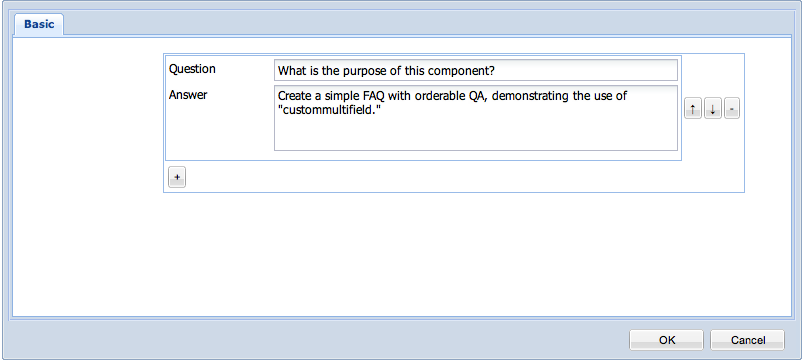 Basic
Question
What is the purpose of this component?
Answer
Create a simple FAQ with orderable QA, demonstrating the use of
"custommultifield."
↑ ↓ -
+
OK Cancel